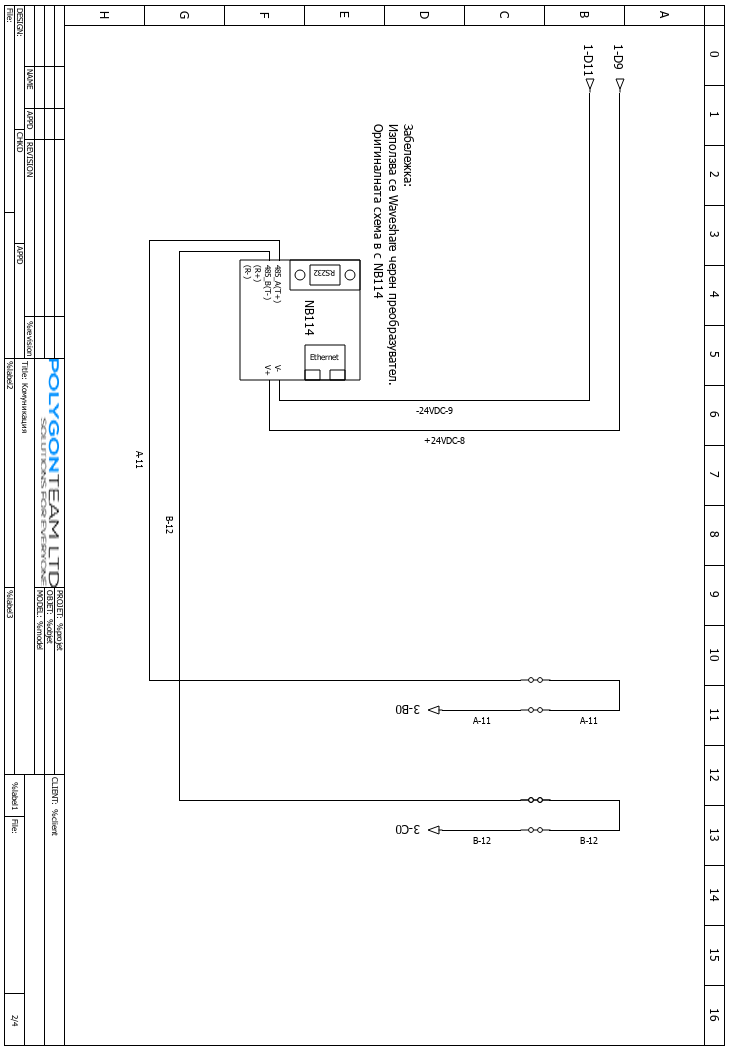 0
1
2
3
4
5
6
7
8
9
10
11
12
13
14
15
16
A
B
C
D
E
F
G
H
1-D9
1-D11
Забележка:
Използва се Waveshare черен преобразувател.
Оригиналната схема в с NB114
RS232
NB114
Ethernet
485_A(T+)
485_B(T-)
(R+)
(R-)
V-
V+
-24VDC-9
+24VDC-8
A-11
B-12
A-11
A-11
3-B0
B-12
B-12
3-C0
POLYGONTEAM LTD
SOLUTIONS FOR EVERYONE
PROJET: %projet
OBJET: %objet
MODEL: %model
CLIENT: %client
NAME
APPD
REVISION
%revision
Title: Комуникация
DESIGN:
CHKD
APPD
File:
%label2
%label3
%label1
File:
2/4